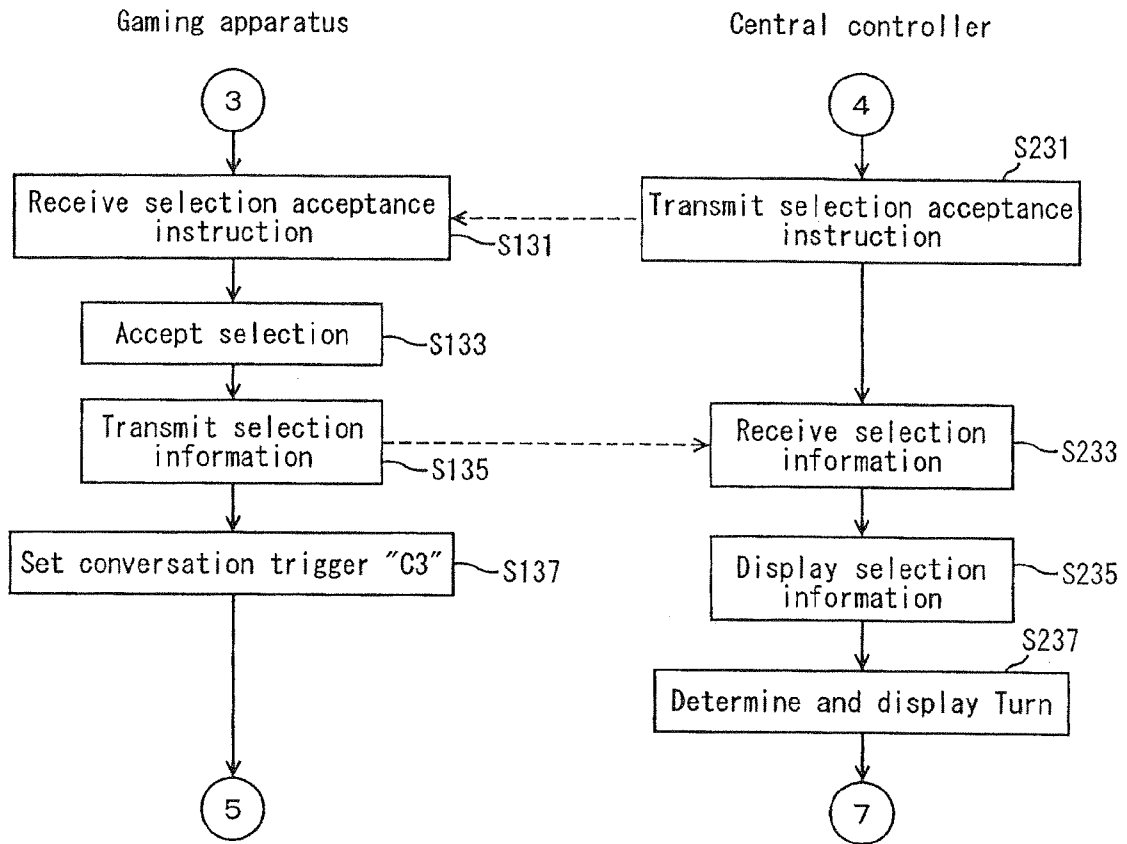 Gaming apparatus
Central controller
3
4
S231
Receive selection acceptance
instruction
S131
Transmit selection acceptance
instruction
Accept selection
S133
Transmit selection
information
S135
Receive selection
information
S233
Set conversation trigger "C3"
S137
Display selection
information
S235
S237
Determine and display Turn
5
7